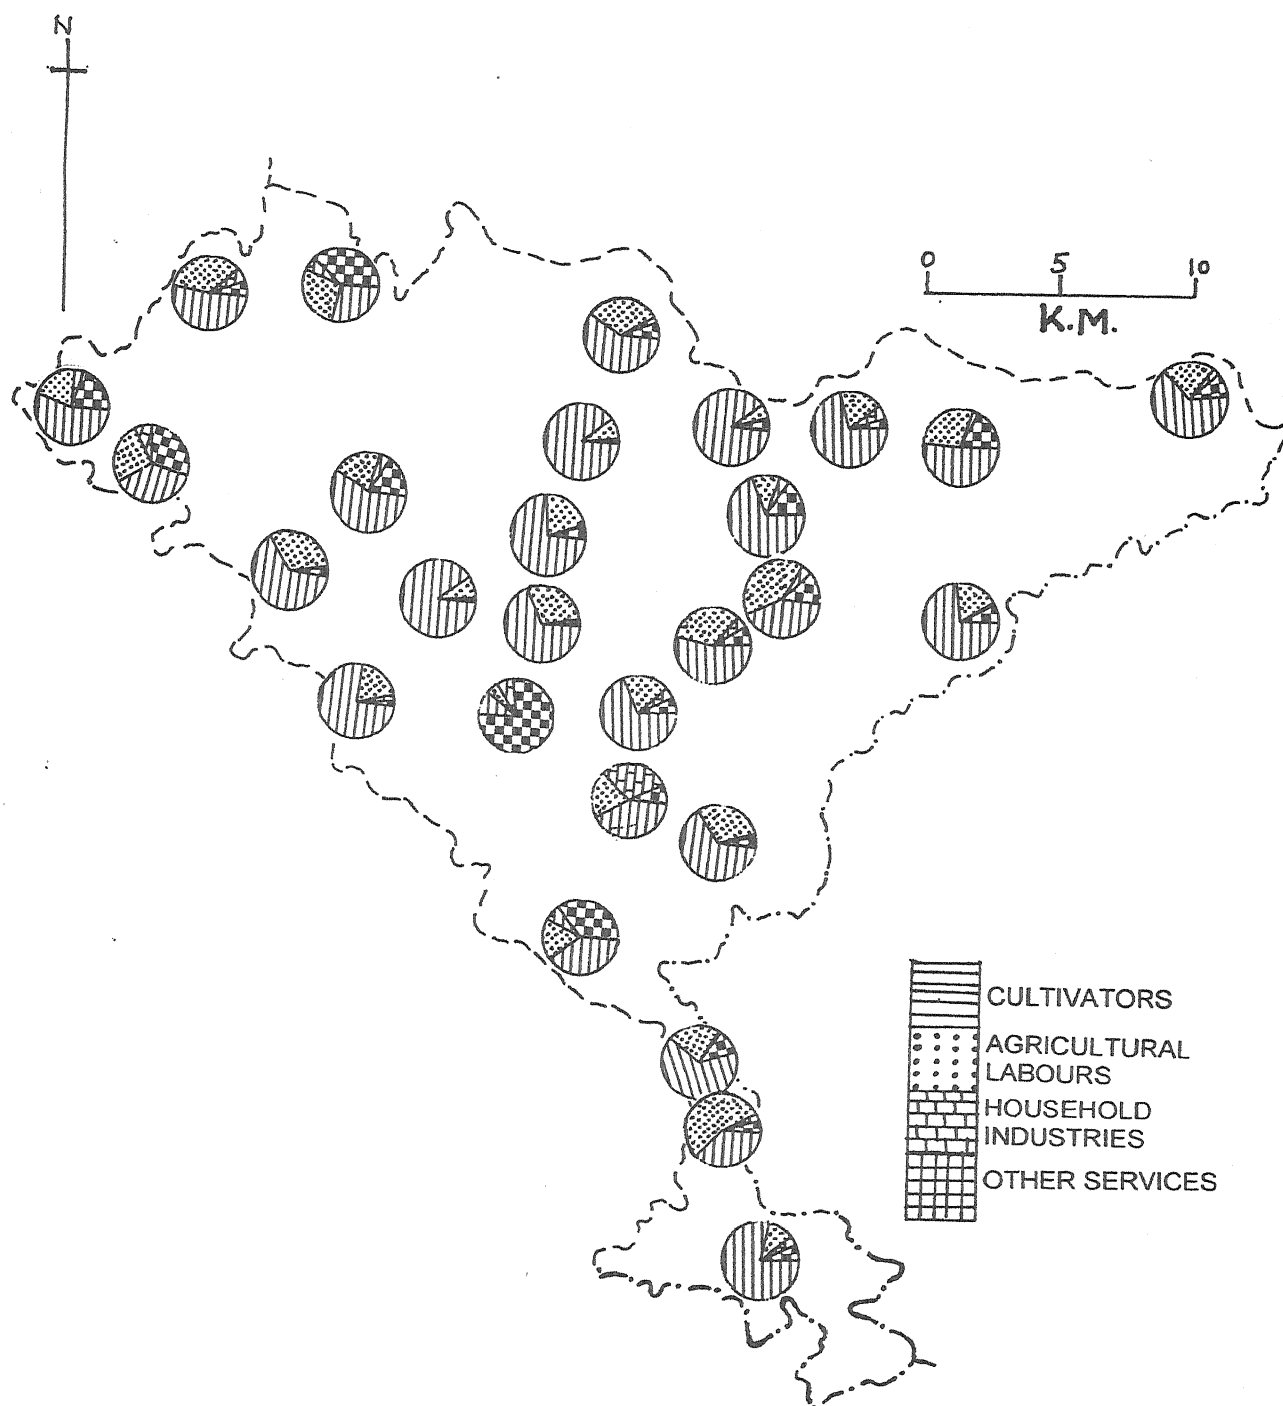 N
0 5 10
K.M.
CULTIVATORS
AGRICULTURAL
LABOURS
HOUSEHOLD
INDUSTRIES
OTHER SERVICES